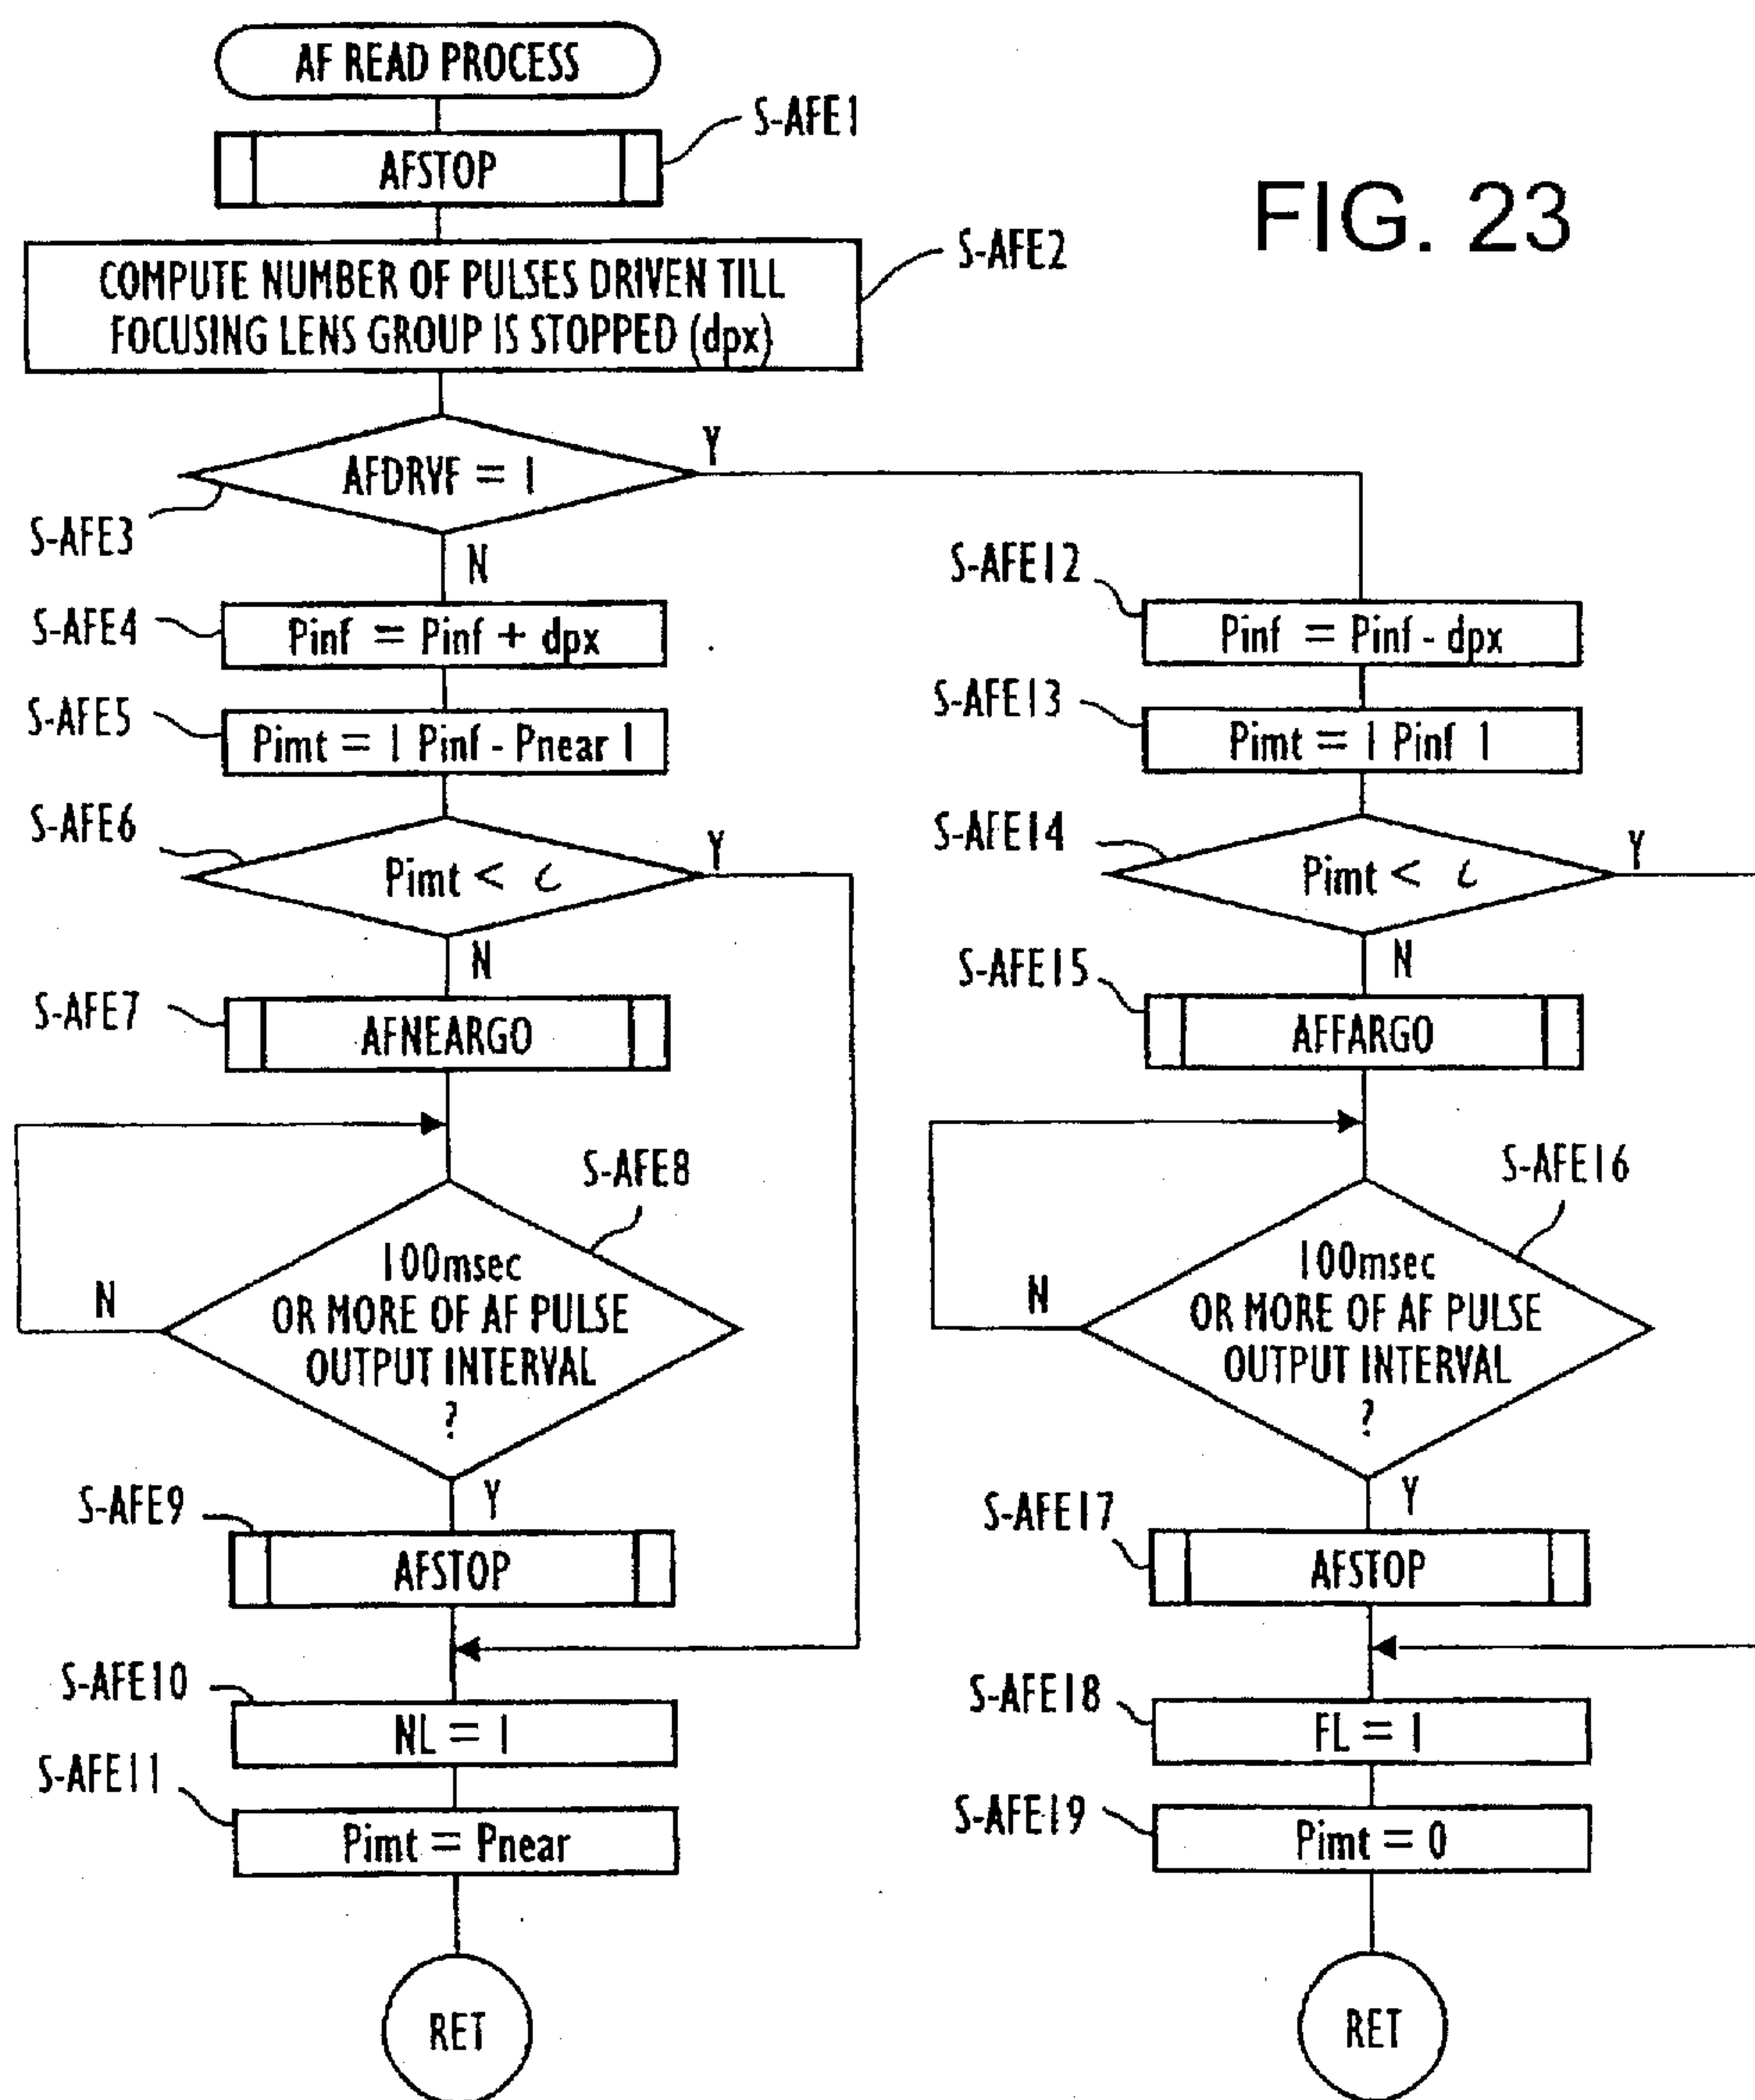 FIG. 23
AF READ PROCESS
S-AFE1
AFSTOP
S-AFE2
COMPUTE NUMBER OF PULSES DRIVEN TILL
FOCUSING LENS GROUP IS STOPPED (dpx)
S-AFE3
AFDRVF = 1
Y
N
S-AFE4
Pinf = Pinf + dpx
S-AFE5
Pimt = | Pinf - Pnear |
S-AFE6
Pimt <
Y
N
S-AFE7
AFNEARGO
S-AFE8
100msec
OR MORE OF AF PULSE
OUTPUT INTERVAL
?
N
Y
S-AFE9
AFSTOP
S-AFE10
NL = 1
S-AFE11
Pimt = Pnear
RET
S-AFE12
Pinf = Pinf - dpx
S-AFE13
Pimt = | Pinf |
S-AFE14
Pimt <
Y
N
S-AFE15
AFFARGO
S-AFE16
100msec
OR MORE OF AF PULSE
OUTPUT INTERVAL
?
N
Y
S-AFE17
AFSTOP
S-AFE18
FL = 1
S-AFE19
Pimt = 0
RET